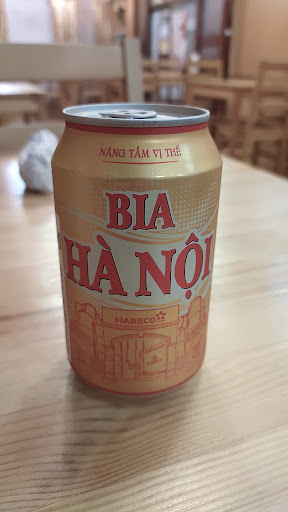 NÂNG TẦM VỊ THẾ
BIA
HÀ NỘI
HABECO